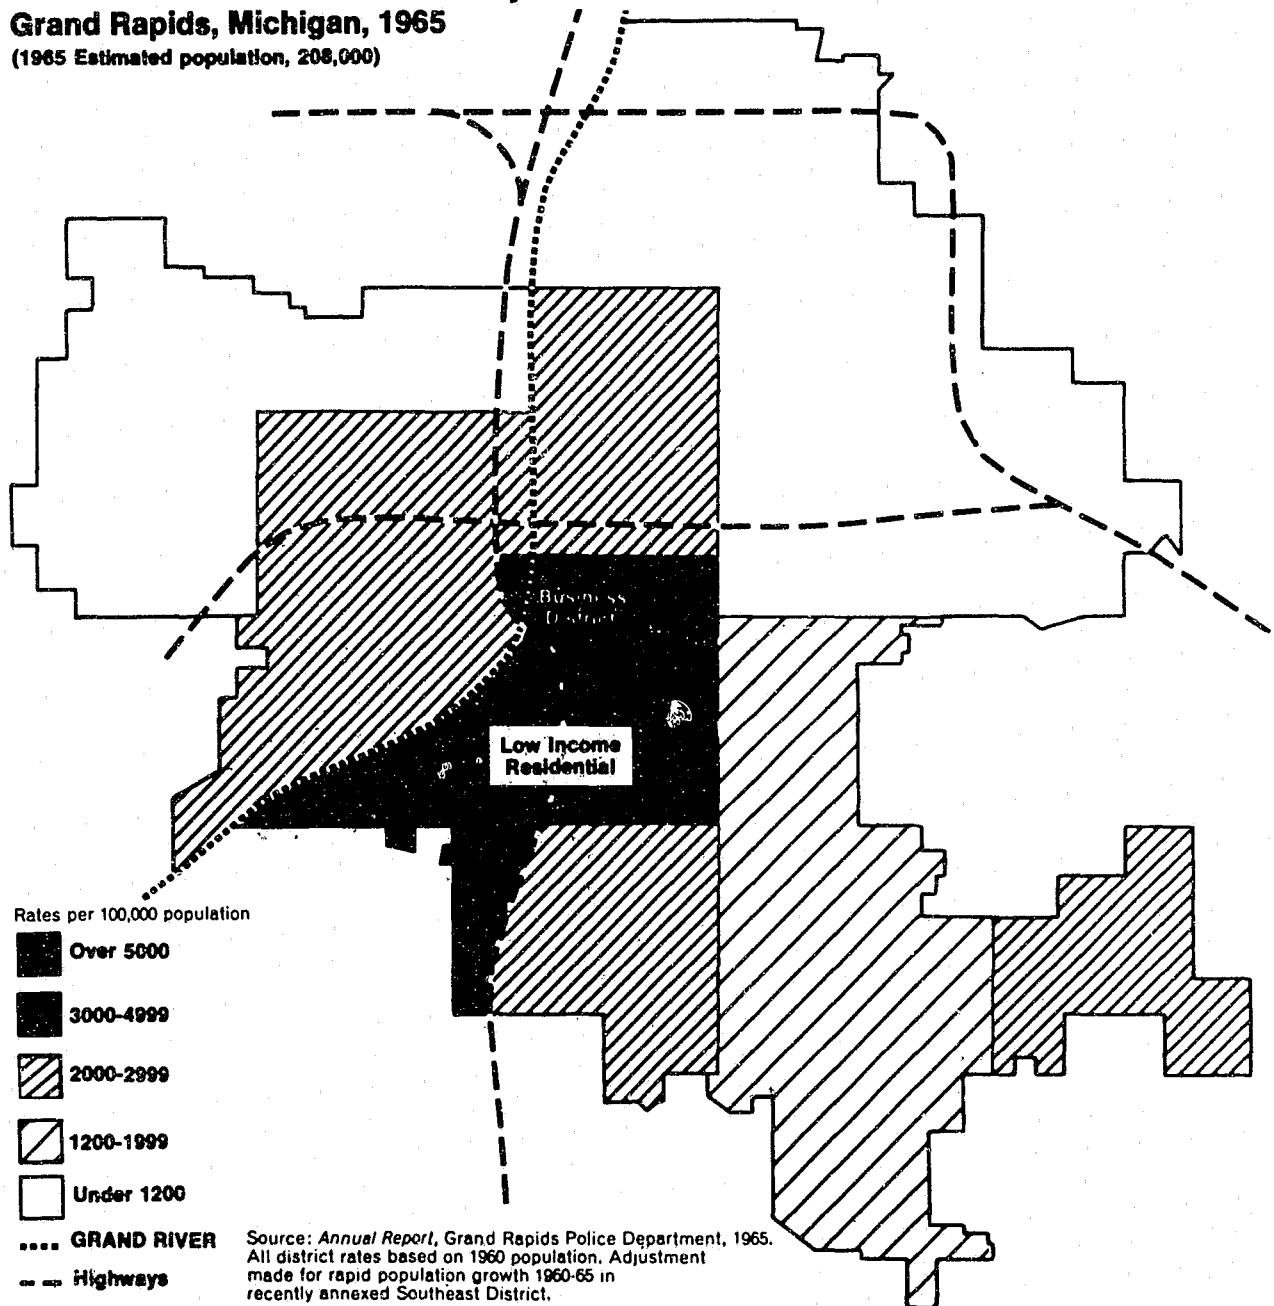 Grand Rapids, Michigan, 1965
(1965 Estimated population, 208,000)
Business
District
Low Income
Residential
Rates per 100,000 population
Over 5000
3000-4999
2000-2999
1200-1999
Under 1200
GRAND RIVER
Highways
Source: Annual Report, Grand Rapids Police Department, 1965.
All district rates based on 1960 population. Adjustment
made for rapid population growth 1960-65 in
recently annexed Southeast District.